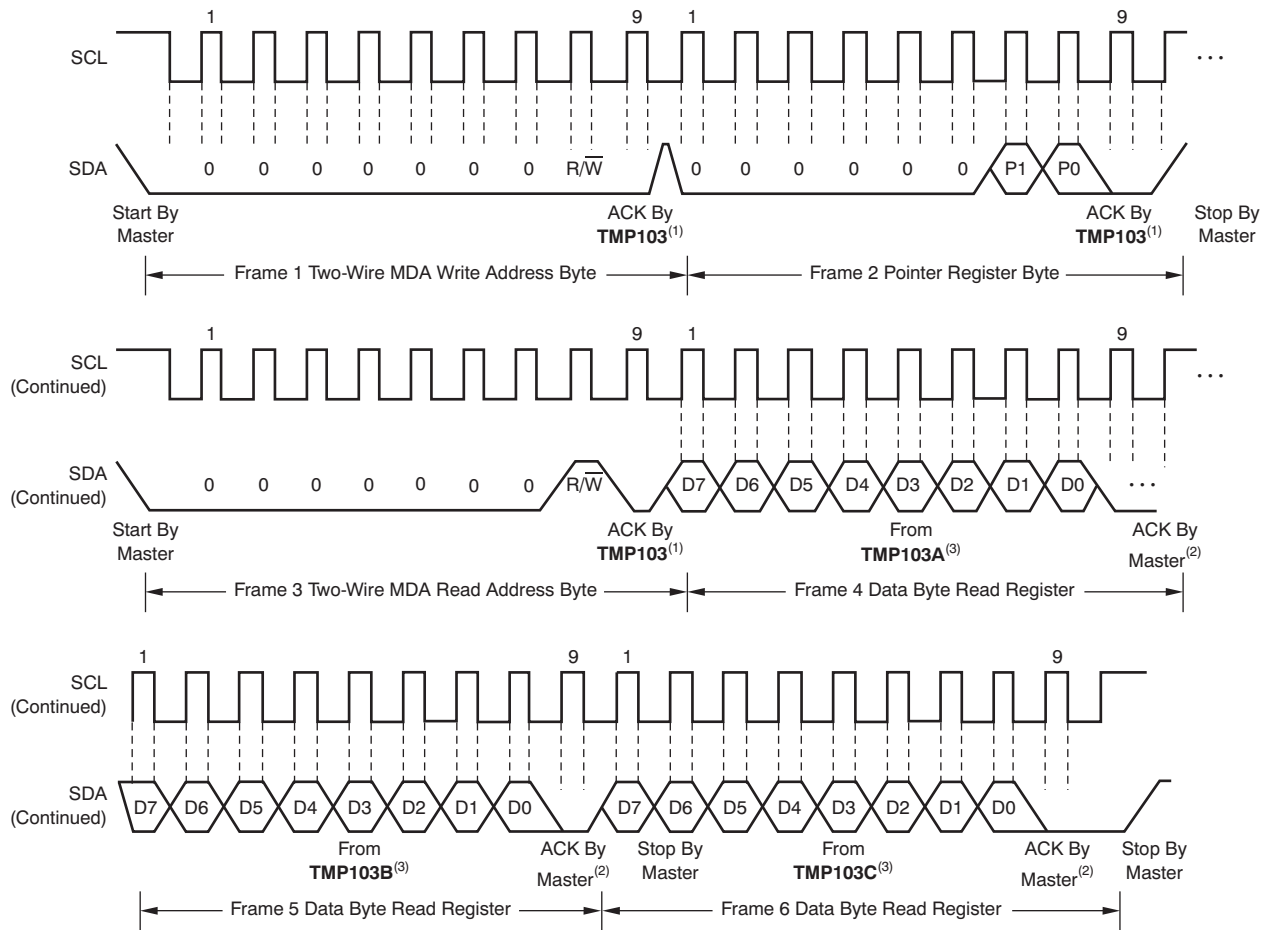 1 9 1 9
SCL
· · ·
SDA
0 0 0 0 0 0 0 R/W̅ 0 0 0 0 0 0 P1 P0
Start By
Master
ACK By
TMP103(1)
ACK By
TMP103(1)
Stop By
Master
Frame 1 Two-Wire MDA Write Address Byte
Frame 2 Pointer Register Byte
1 9 1 9
SCL
(Continued)
· · ·
SDA
(Continued)
0 0 0 0 0 0 0 R/W̅ D7 D6 D5 D4 D3 D2 D1 D0 · · ·
Start By
Master
ACK By
TMP103(1)
From
TMP103A(3)
ACK By
Master(2)
Frame 3 Two-Wire MDA Read Address Byte
Frame 4 Data Byte Read Register
1 9 1 9
SCL
(Continued)
SDA
(Continued)
D7 D6 D5 D4 D3 D2 D1 D0 D7 D6 D5 D4 D3 D2 D1 D0
From
TMP103B(3)
ACK By
Master(2)
Stop By
Master
From
TMP103C(3)
ACK By
Master(2)
Stop By
Master
Frame 5 Data Byte Read Register
Frame 6 Data Byte Read Register